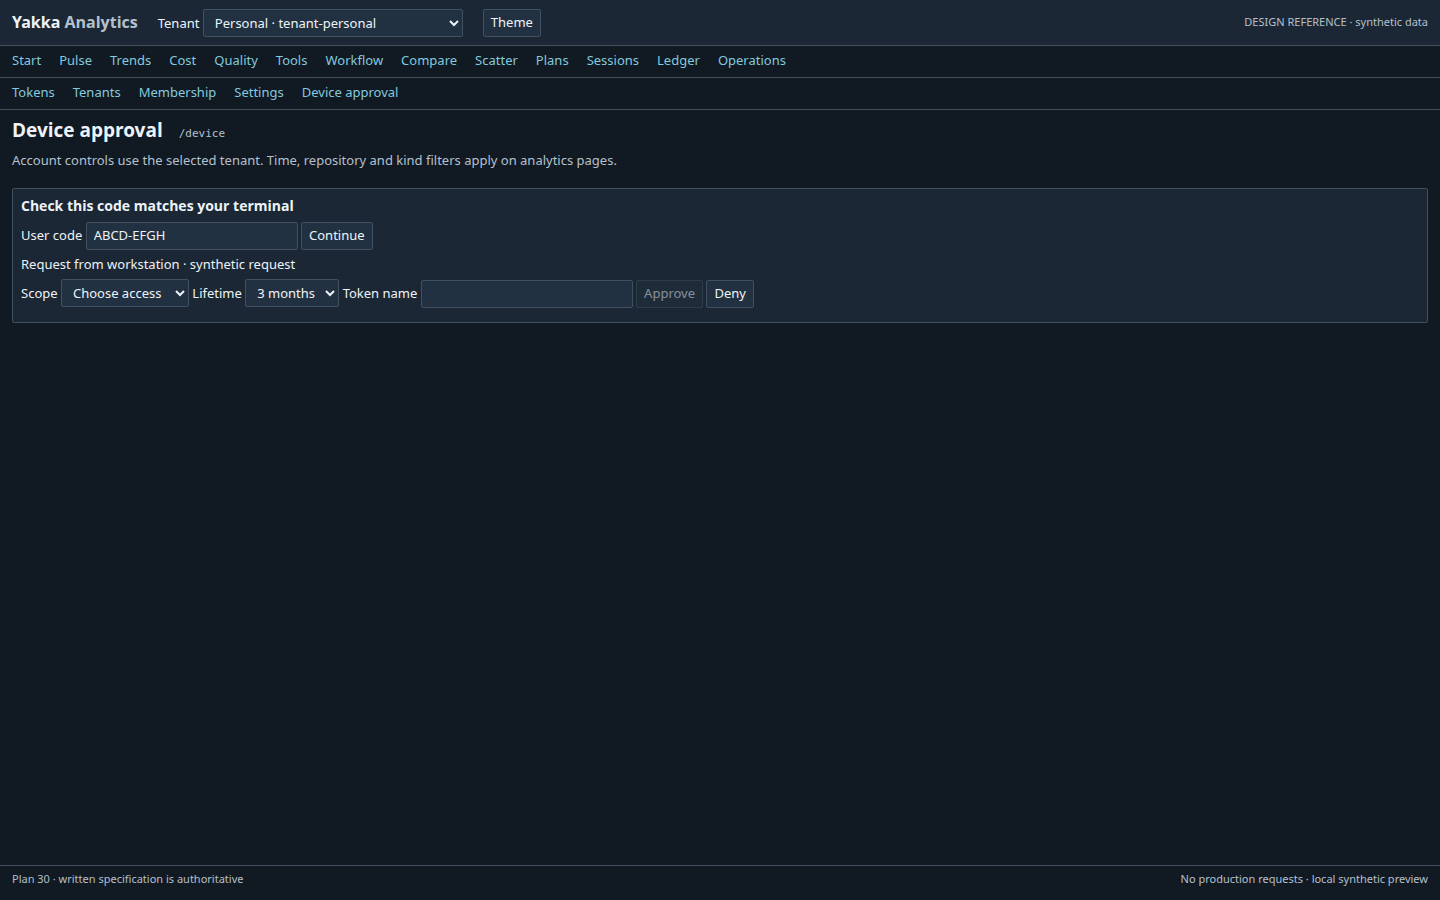 Yakka Analytics Tenant Personal · tenant-personal Theme DESIGN REFERENCE · synthetic data
Start Pulse Trends Cost Quality Tools Workflow Compare Scatter Plans Sessions Ledger Operations
Tokens Tenants Membership Settings Device approval
Device approval /device
Account controls use the selected tenant. Time, repository and kind filters apply on analytics pages.
Check this code matches your terminal
User code ABCD-EFGH Continue
Request from workstation · synthetic request
Scope Choose access Lifetime 3 months Token name Approve Deny
Plan 30 · written specification is authoritative No production requests · local synthetic preview